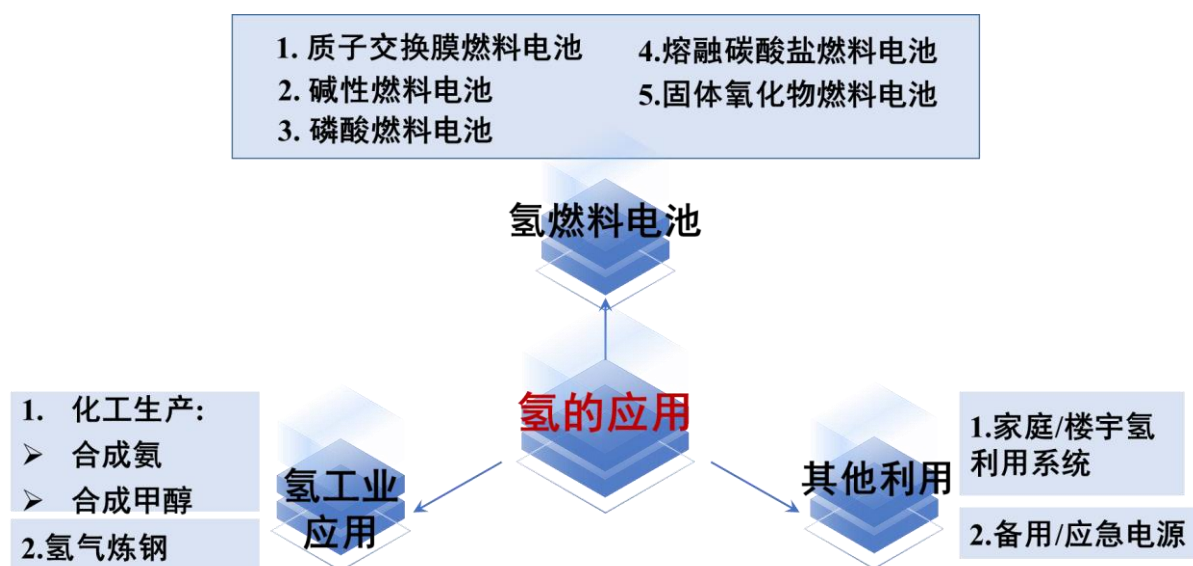 1. 质子交换膜燃料电池
2. 碱性燃料电池
3. 磷酸燃料电池
4.熔融碳酸盐燃料电池
5.固体氧化物燃料电池
氢燃料电池
氢的应用
1. 化工生产:
➢ 合成氨
➢ 合成甲醇
2.氢气炼钢
氢工业
应用
其他利用
1.家庭/楼宇氢
利用系统
2.备用/应急电源